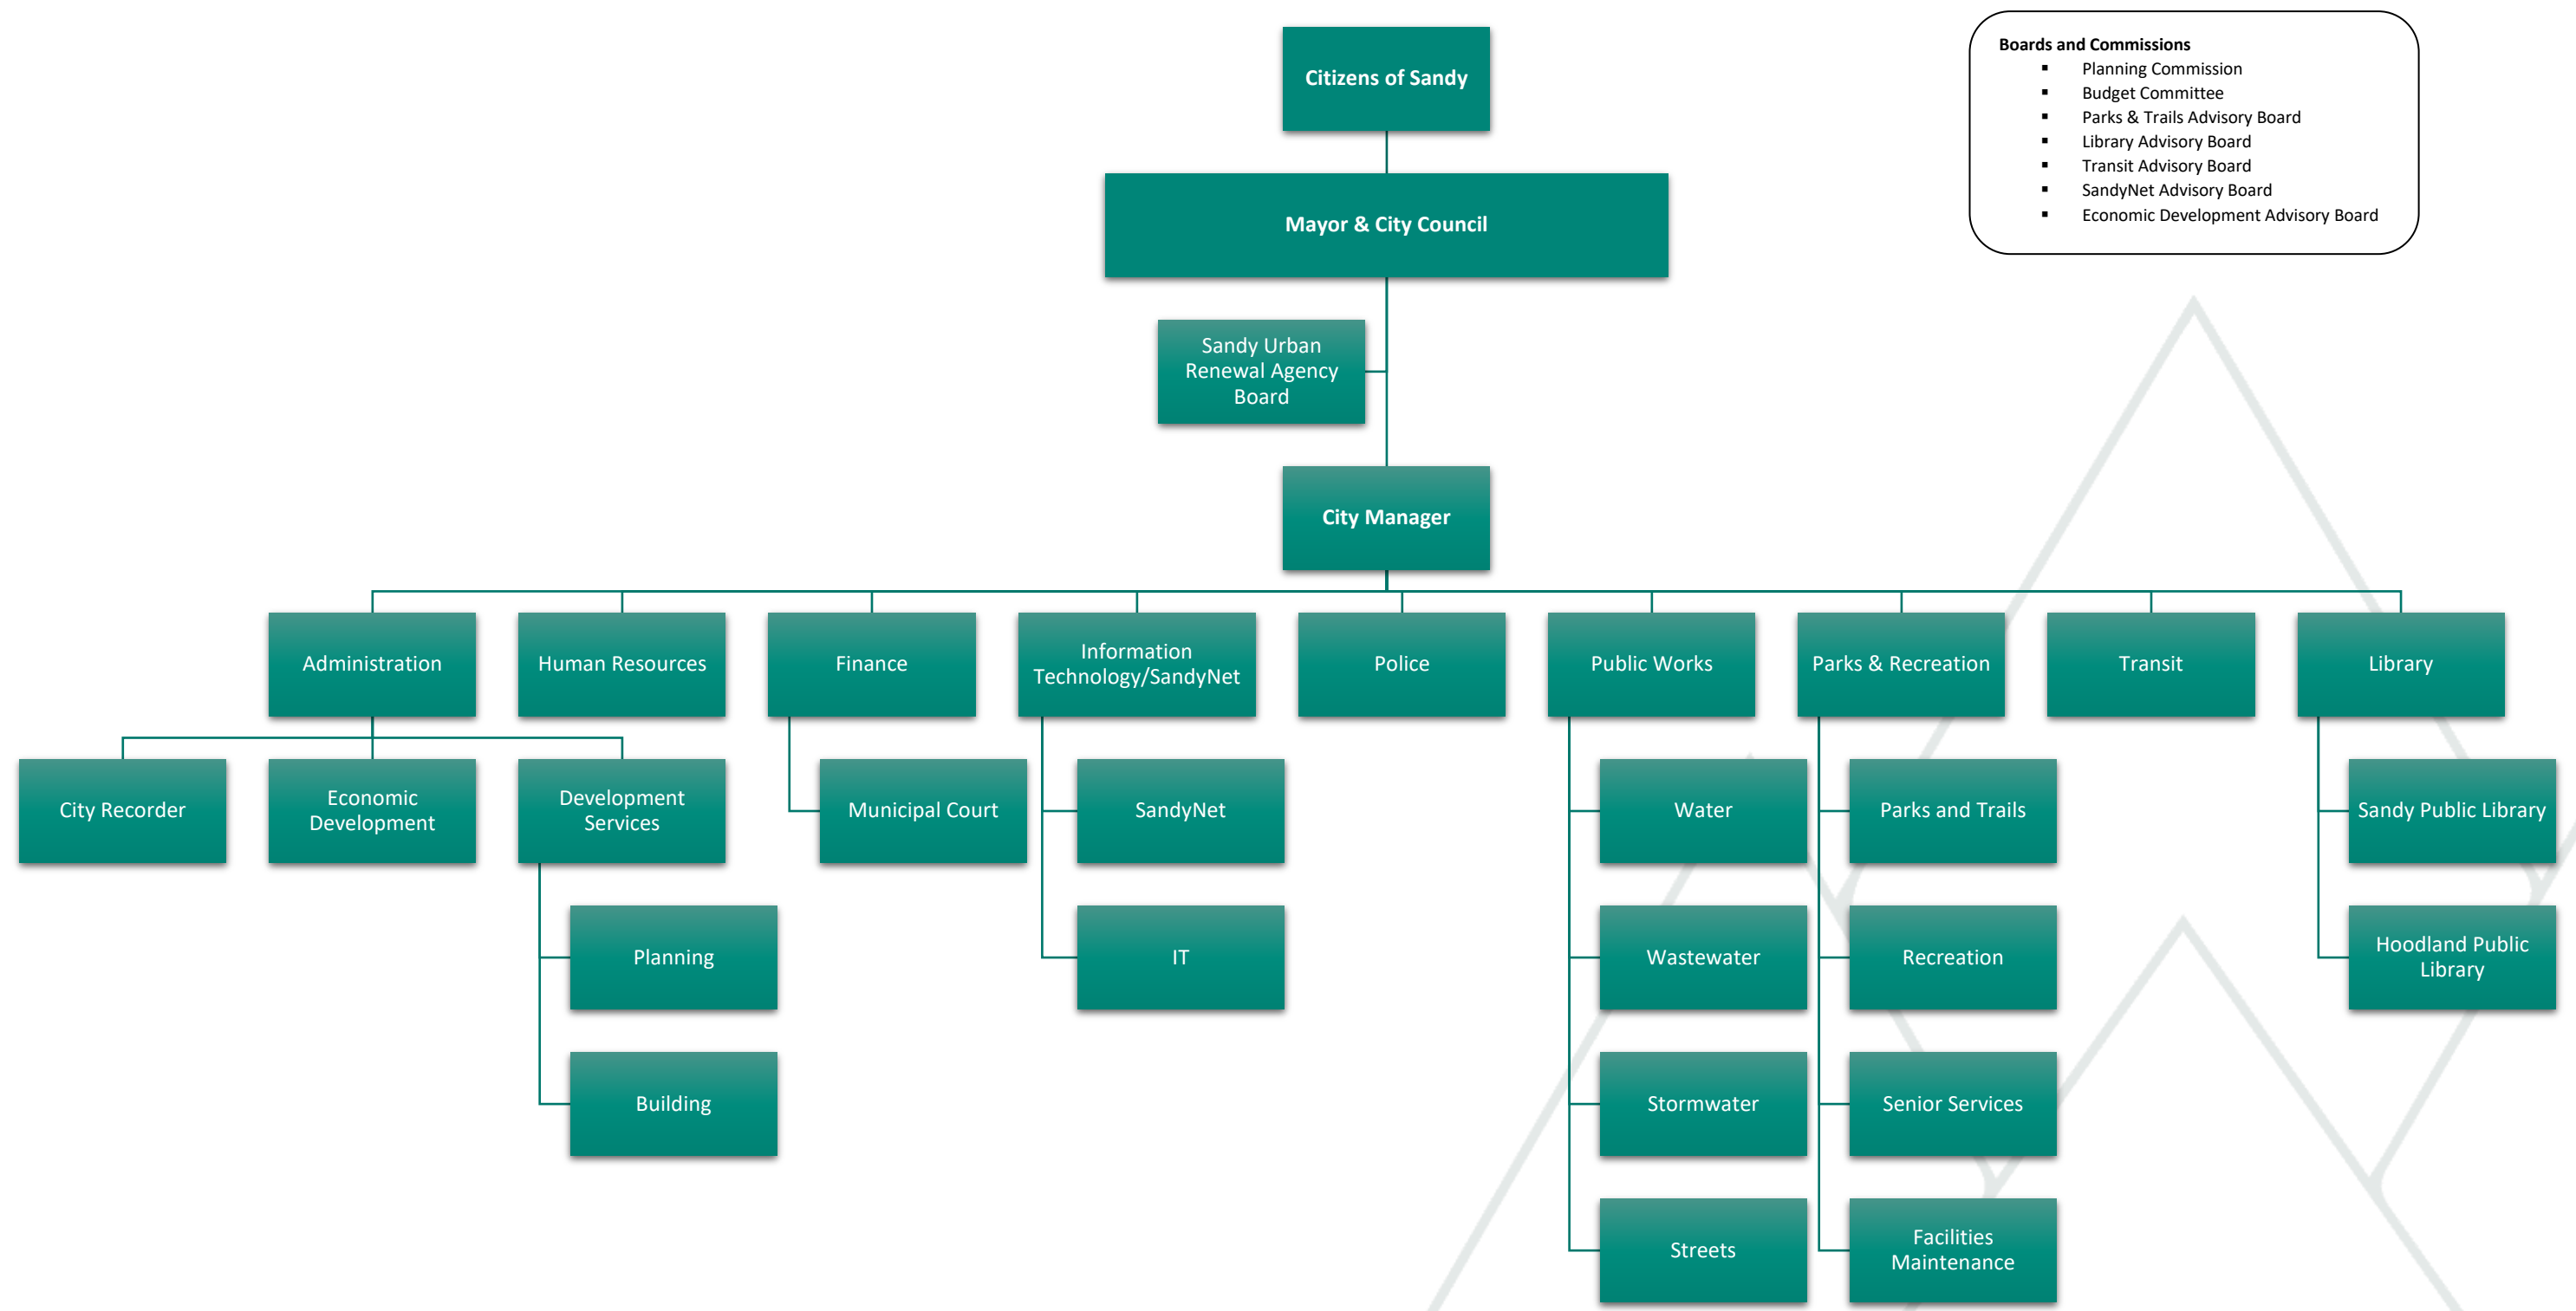 Citizens of Sandy
Boards and Commissions
▪ Planning Commission
▪ Budget Committee
▪ Parks & Trails Advisory Board
▪ Library Advisory Board
▪ Transit Advisory Board
▪ SandyNet Advisory Board
▪ Economic Development Advisory Board
Mayor & City Council
Sandy Urban
Renewal Agency
Board
City Manager
Administration
Human Resources
Finance
Information
Technology/SandyNet
Police
Public Works
Parks & Recreation
Transit
Library
City Recorder
Economic
Development
Development
Services
Municipal Court
SandyNet
Water
Parks and Trails
Sandy Public Library
Planning
IT
Wastewater
Recreation
Hoodland Public
Library
Building
Stormwater
Senior Services
Streets
Facilities
Maintenance